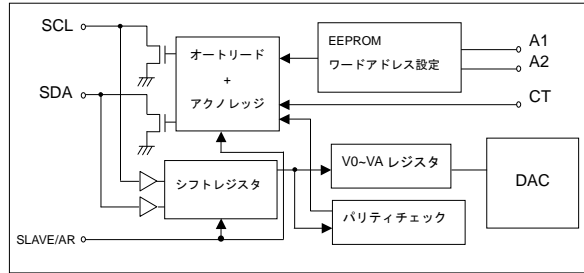 SCL
SDA
SLAVE/AR
オートリード
+
アクノレッジ
EEPROM
ワードアドレス設定
A1
A2
CT
シフトレジスタ
V0~VA レジスタ
パリティチェック
DAC